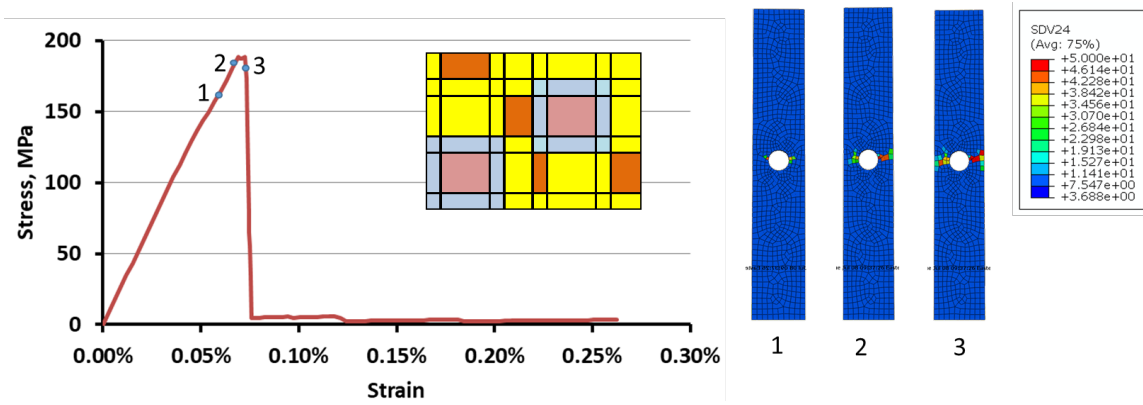 200
150
100
50
0
Stress, MPa
1
2
3
0.00%
0.05%
0.10%
0.15%
0.20%
0.25%
0.30%
Strain
1
2
3
SDV24
(Avg: 75%)
+5.000e+01
+4.614e+01
+4.228e+01
+3.842e+01
+3.456e+01
+3.070e+01
+2.684e+01
+2.298e+01
+1.913e+01
+1.527e+01
+1.141e+01
+7.547e+00
+3.688e+00